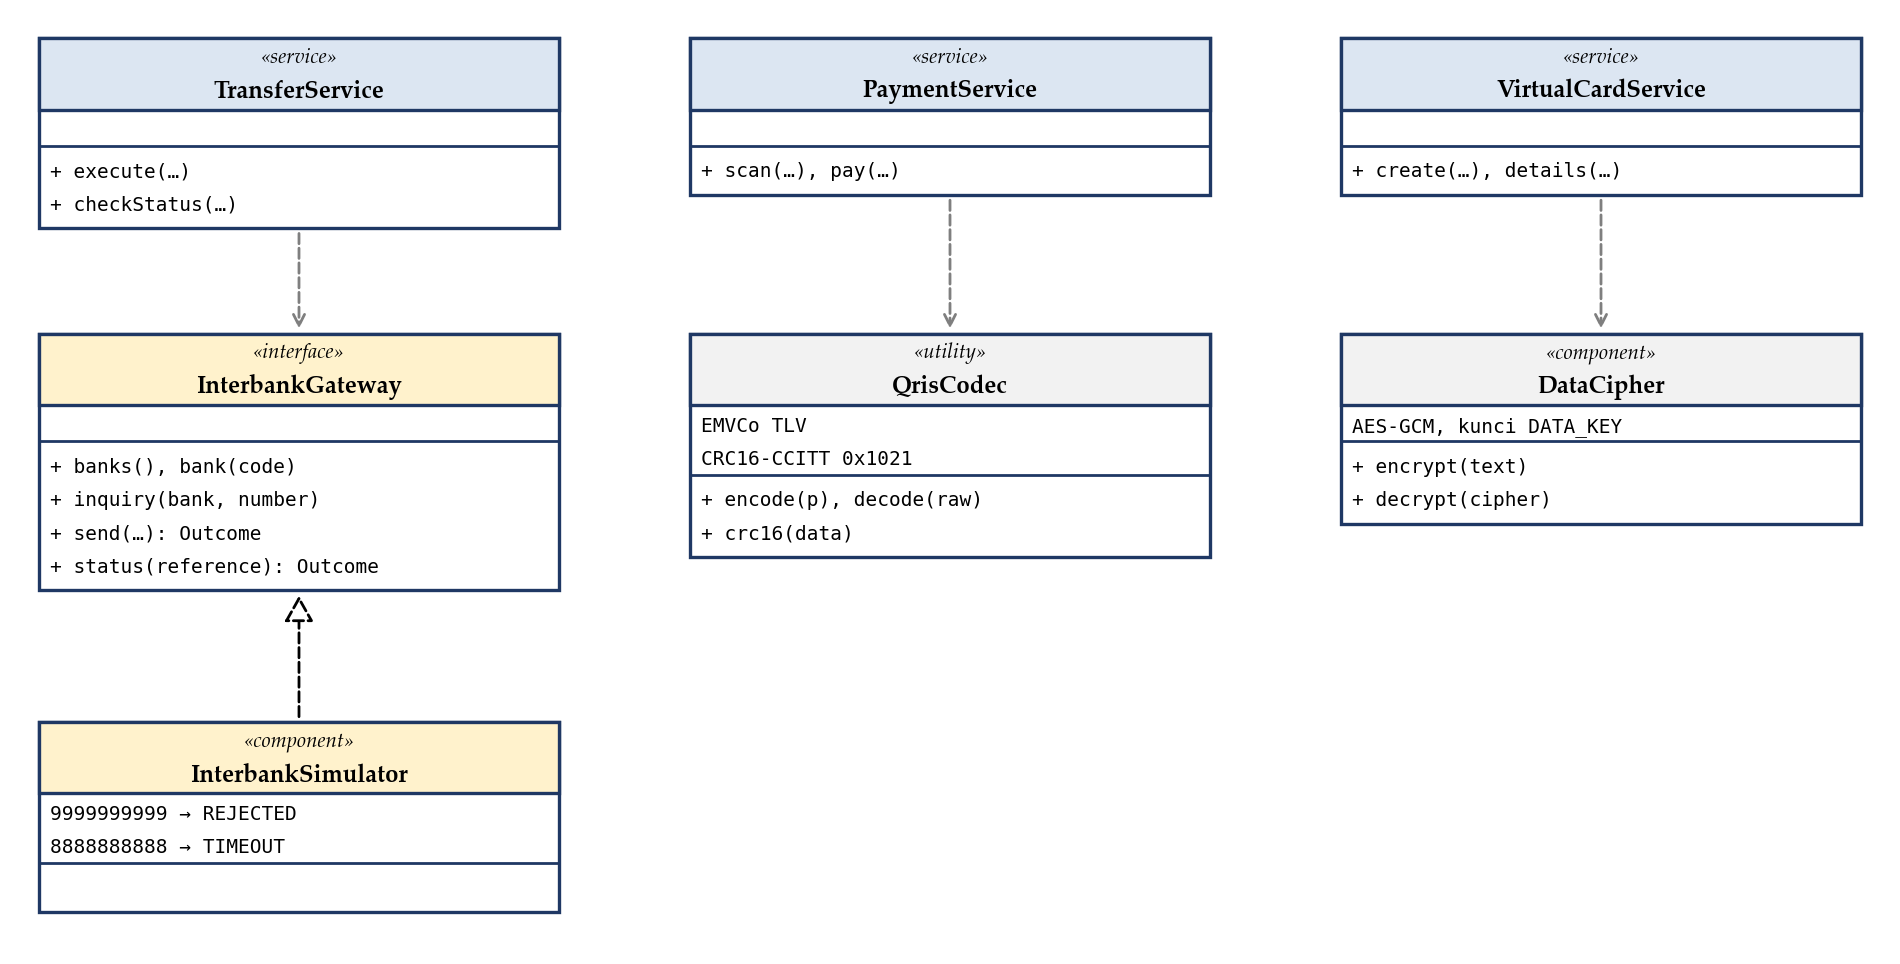 «service»
TransferService
+ execute(…)
+ checkStatus(…)
«service»
PaymentService
+ scan(…), pay(…)
«service»
VirtualCardService
+ create(…), details(…)
«interface»
InterbankGateway
+ banks(), bank(code)
+ inquiry(bank, number)
+ send(…): Outcome
+ status(reference): Outcome
«utility»
QrisCodec
EMVCo TLV
CRC16-CCITT 0x1021
+ encode(p), decode(raw)
+ crc16(data)
«component»
DataCipher
AES-GCM, kunci DATA_KEY
+ encrypt(text)
+ decrypt(cipher)
«component»
InterbankSimulator
9999999999 → REJECTED
8888888888 → TIMEOUT